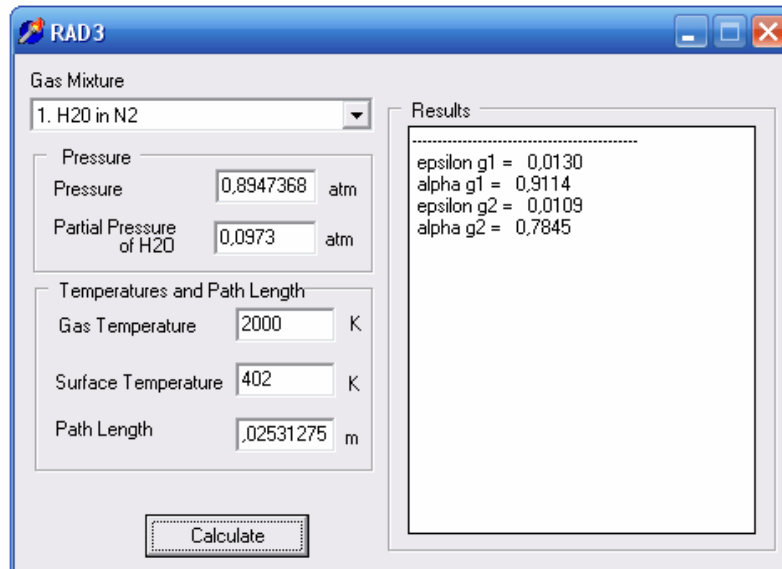 RAD3
Gas Mixture
1. H20 in N2
Pressure
Pressure 0,8947368 atm
Partial Pressure
of H20 0,0973 atm
Temperatures and Path Length
Gas Temperature 2000 K
Surface Temperature 402 K
Path Length ,02531275 m
Calculate
Results
------------------------------------------
epsilon g1 = 0,0130
alpha g1 = 0,9114
epsilon g2 = 0,0109
alpha g2 = 0,7845